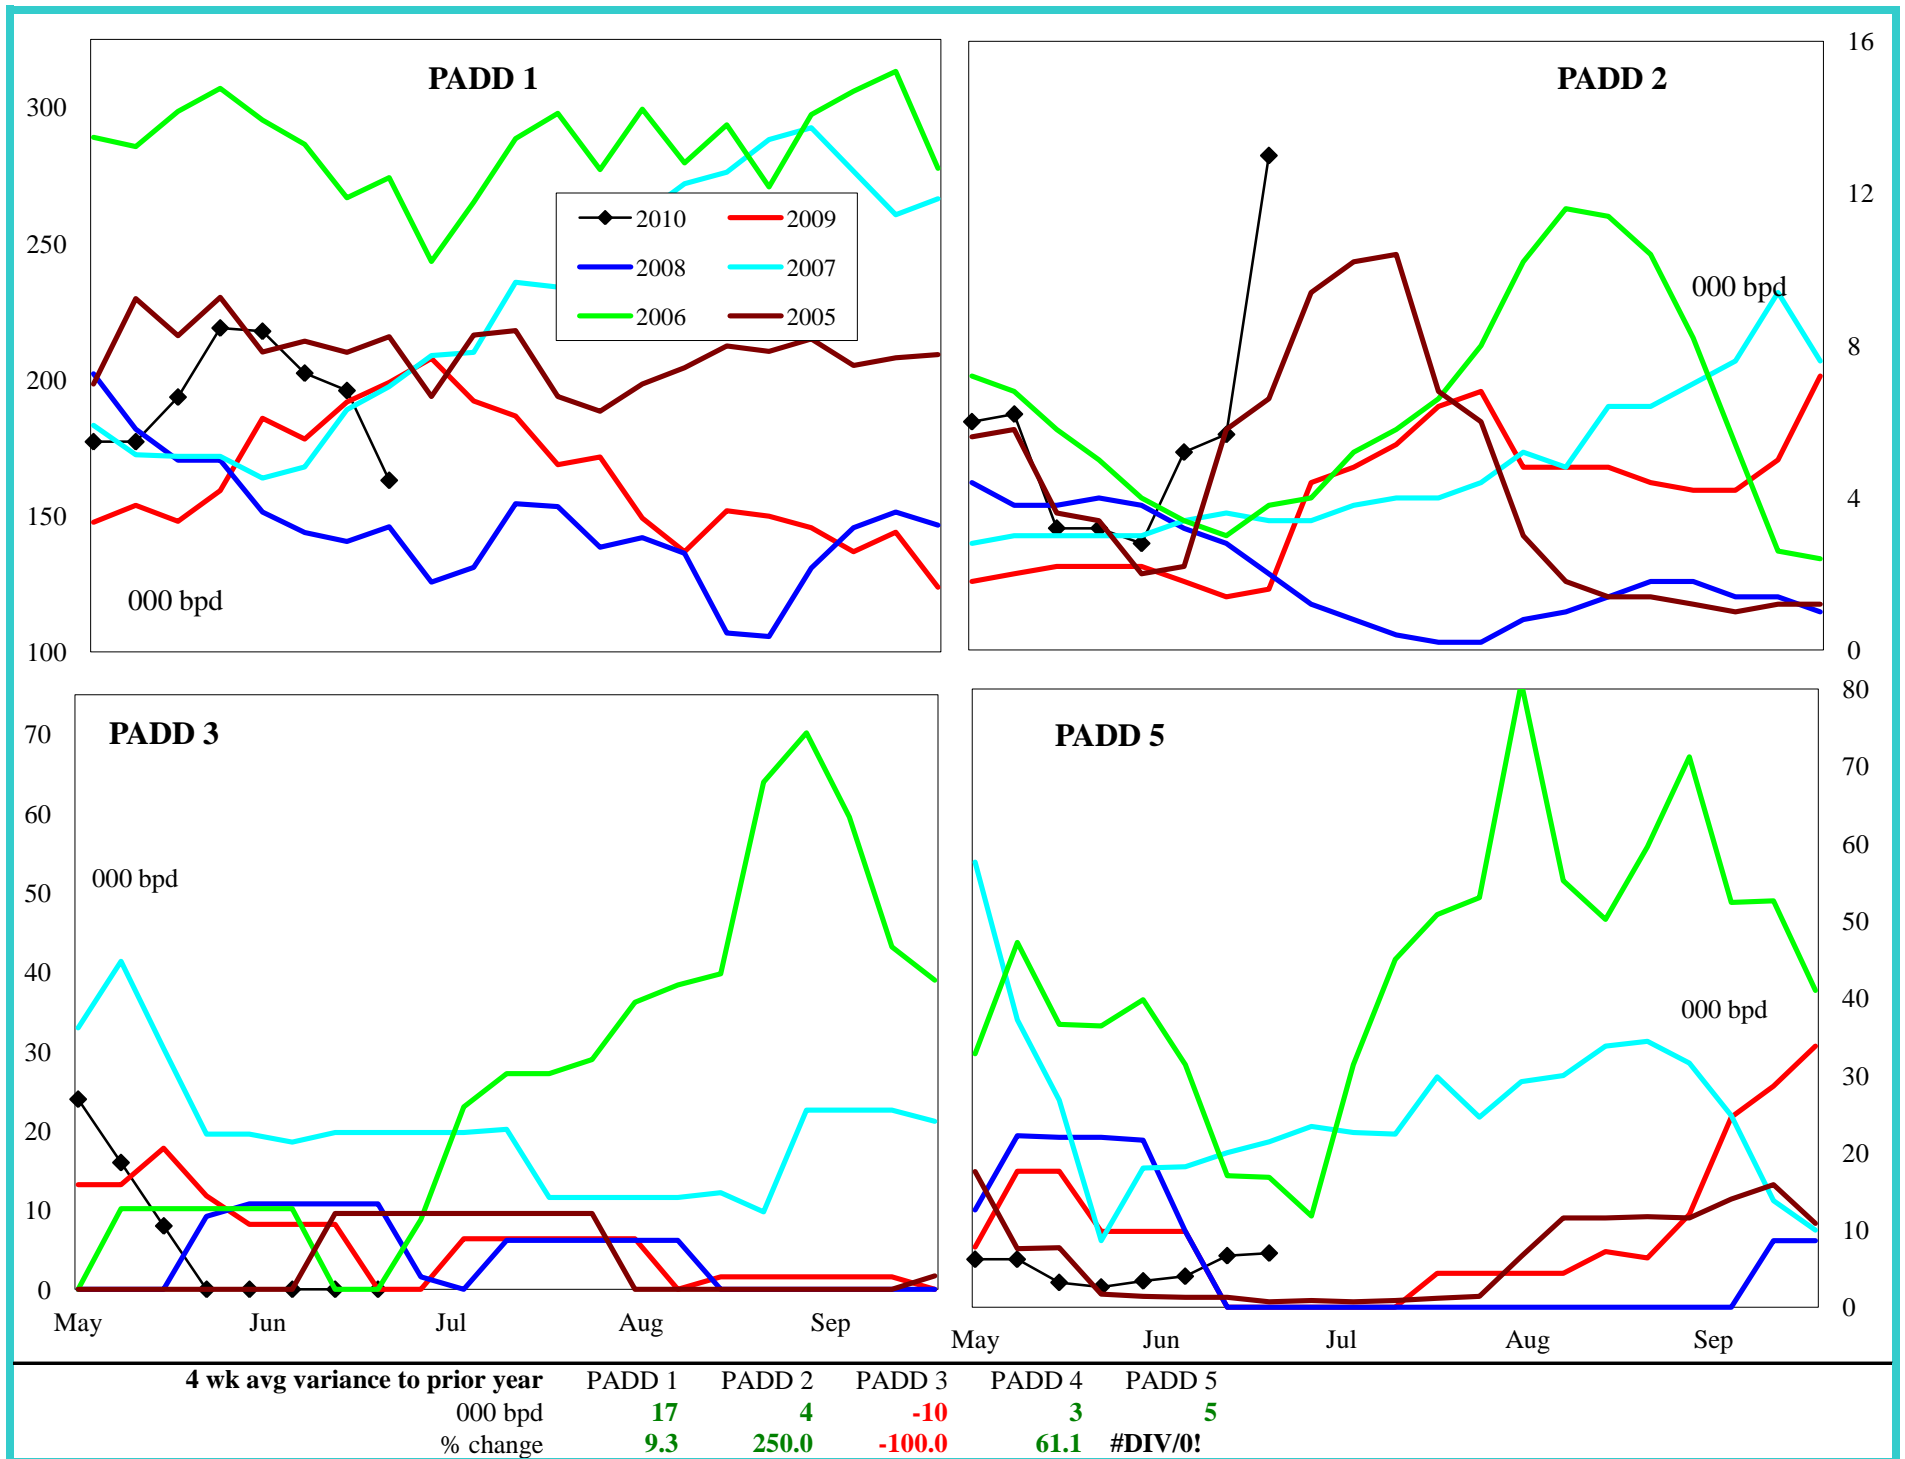 PADD 1
300
250
200
150
100
000 bpd
2010 2009
2008 2007
2006 2005
PADD 2
16
12
8
4
0
000 bpd
PADD 3
70
60
50
40
30
20
10
0
000 bpd
May Jun Jul Aug Sep
PADD 5
80
70
60
50
40
30
20
10
0
000 bpd
May Jun Jul Aug Sep
4 wk avg variance to prior year PADD 1 PADD 2 PADD 3 PADD 4 PADD 5
000 bpd 17 4 -10 3 5
% change 9.3 250.0 -100.0 61.1 #DIV/0!